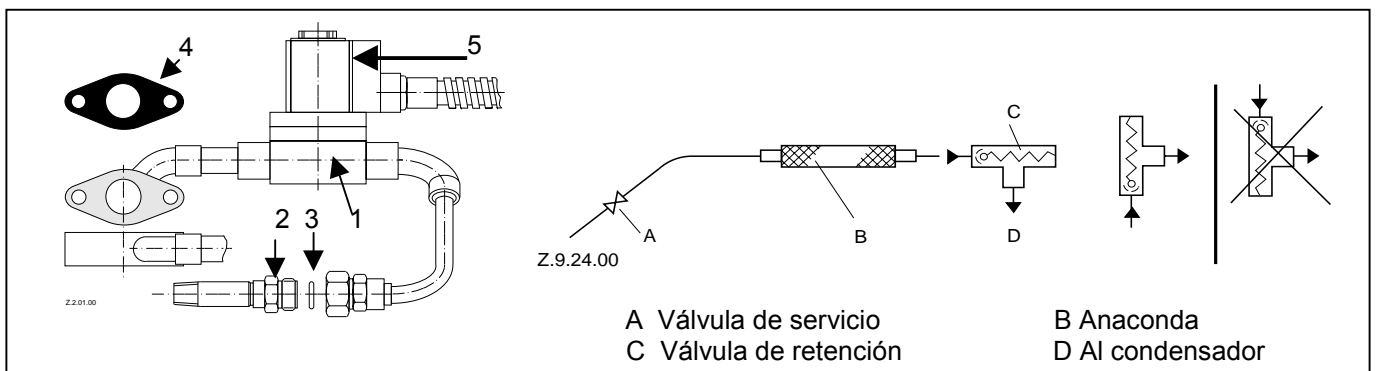 4
5
2 3 1
Z.2.01.00
C
A B D
Z.9.24.00
A Válvula de servicio B Anaconda
C Válvula de retención D Al condensador